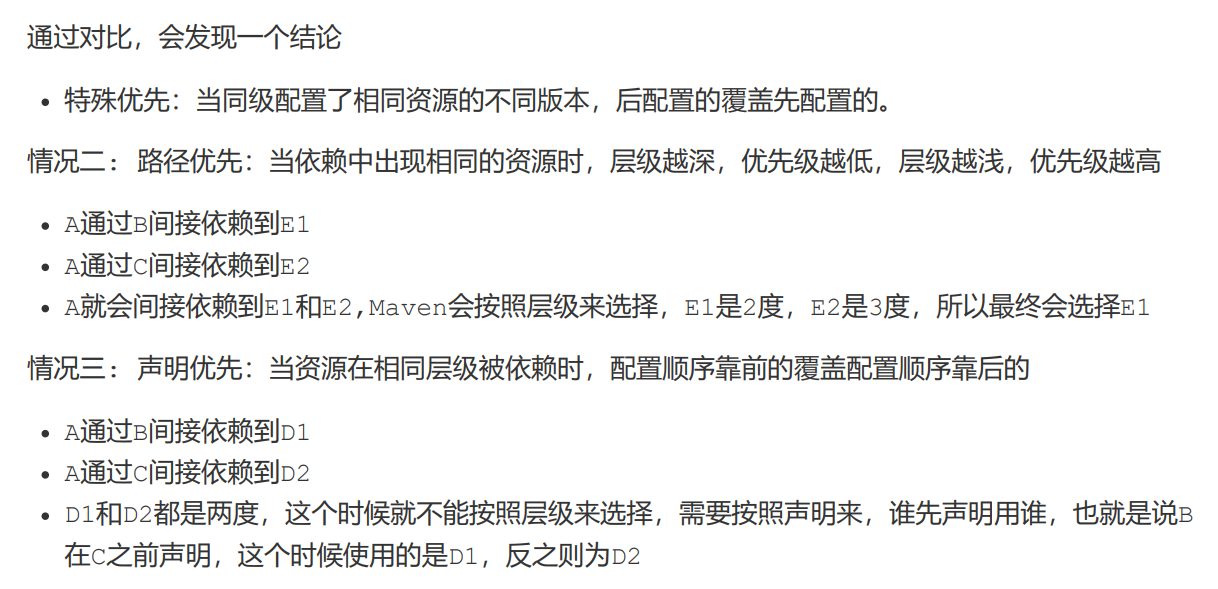 通过对比，会发现一个结论
• 特殊优先：当同级配置了相同资源的不同版本，后配置的覆盖先配置的。
情况二： 路径优先：当依赖中出现相同的资源时，层级越深，优先级越低，层级越浅，优先级越高
• A通过B间接依赖到E1
• A通过C间接依赖到E2
• A就会间接依赖到E1和E2,Maven会按照层级来选择，E1是2度，E2是3度，所以最终会选择E1
情况三： 声明优先：当资源在相同层级被依赖时，配置顺序靠前的覆盖配置顺序靠后的
• A通过B间接依赖到D1
• A通过C间接依赖到D2
• D1和D2都是两度，这个时候就不能按照层级来选择，需要按照声明来，谁先声明用谁，也就是说B
在C之前声明，这个时候使用的是D1，反之则为D2